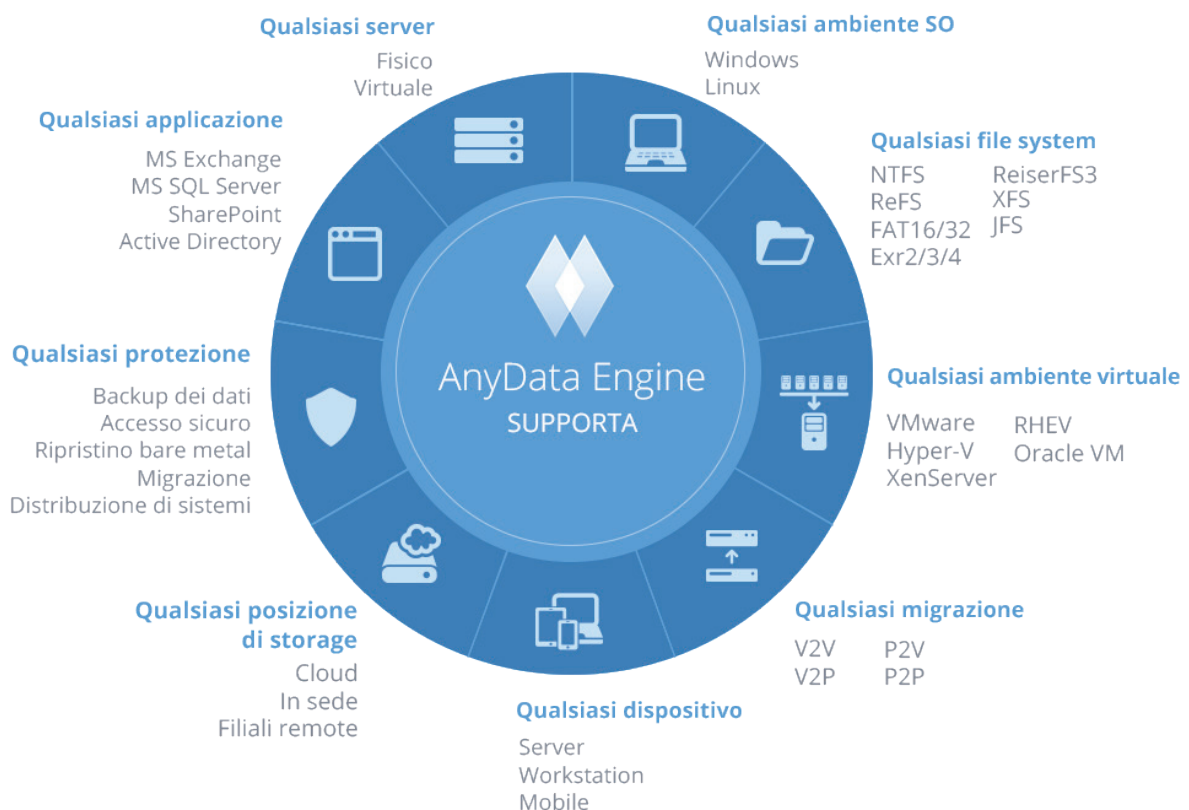 Qualsiasi server
Fisico
Virtuale
Qualsiasi ambiente SO
Windows
Linux
Qualsiasi applicazione
MS Exchange
MS SQL Server
SharePoint
Active Directory
Qualsiasi file system
NTFS
ReFS
FAT16/32
Exr2/3/4
ReiserFS3
XFS
JFS
AnyData Engine
SUPPORTA
Qualsiasi protezione
Backup dei dati
Accesso sicuro
Ripristino bare metal
Migrazione
Distribuzione di sistemi
Qualsiasi ambiente virtuale
VMware
Hyper-V
XenServer
RHEV
Oracle VM
Qualsiasi posizione
di storage
Cloud
In sede
Filiali remote
Qualsiasi migrazione
V2V
V2P
P2V
P2P
Qualsiasi dispositivo
Server
Workstation
Mobile